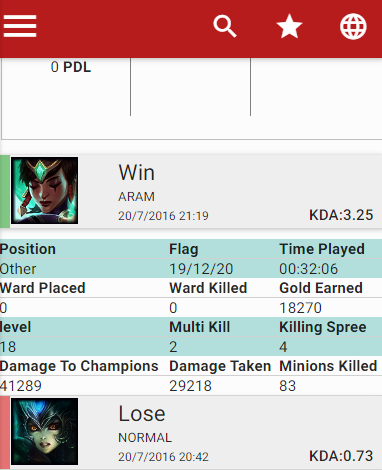 0 PDL
Win
ARAM
20/7/2016 21:19
KDA:3.25
Position Flag Time Played
Other 19/12/20 00:32:06
Ward Placed Ward Killed Gold Earned
0 0 18270
level Multi Kill Killing Spree
18 2 4
Damage To Champions Damage Taken Minions Killed
41289 29218 83
Lose
NORMAL
20/7/2016 20:42
KDA:0.73